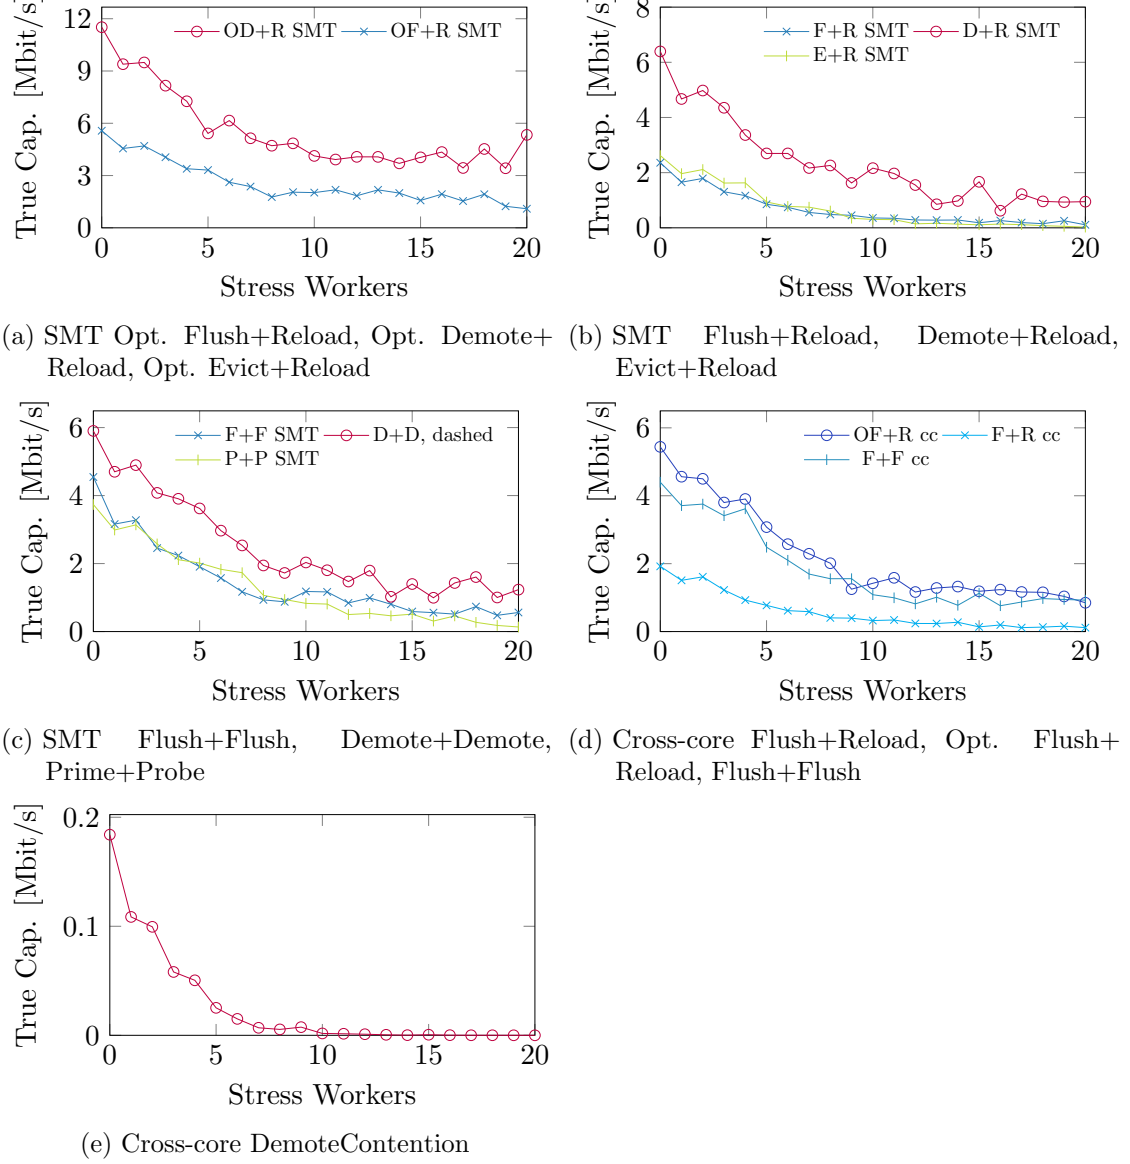 True Cap. [Mbit/s]
12
9
6
3
0
OD+R SMT OF+R SMT
0 5 10 15 20
Stress Workers
(a) SMT Opt. Flush+Reload, Opt. Demote+
Reload, Opt. Evict+Reload
True Cap. [Mbit/s]
8
6
4
2
0
F+R SMT D+R SMT
E+R SMT
0 5 10 15 20
Stress Workers
(b) SMT Flush+Reload, Demote+Reload,
Evict+Reload
True Cap. [Mbit/s]
6
4
2
0
F+F SMT D+D, dashed
P+P SMT
0 5 10 15 20
Stress Workers
(c) SMT Flush+Flush, Demote+Demote,
Prime+Probe
True Cap. [Mbit/s]
6
4
2
0
OF+R cc F+R cc
F+F cc
0 5 10 15 20
Stress Workers
(d) Cross-core Flush+Reload, Opt. Flush+
Reload, Flush+Flush
True Cap. [Mbit/s]
0.2
0.1
0
0 5 10 15 20
Stress Workers
(e) Cross-core DemoteContention